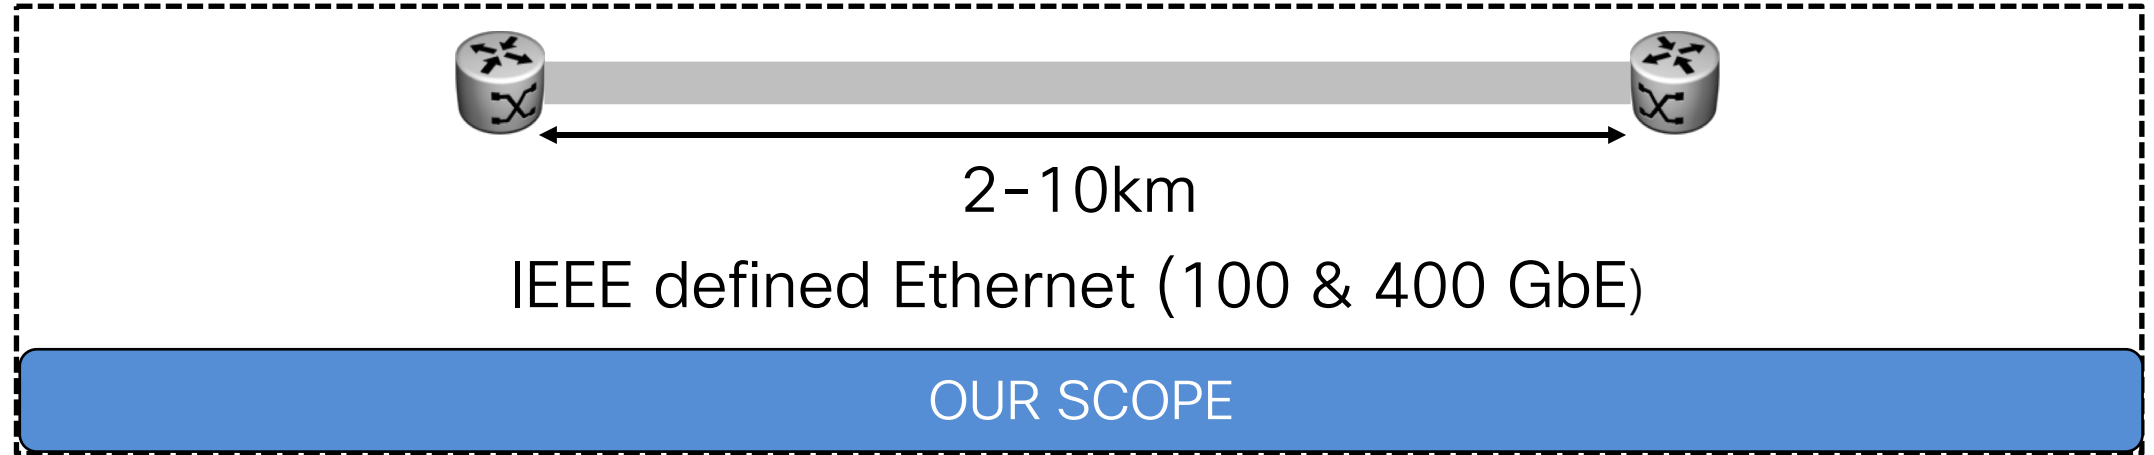 2-10km
IEEE defined Ethernet (100 & 400 GbE)
OUR SCOPE